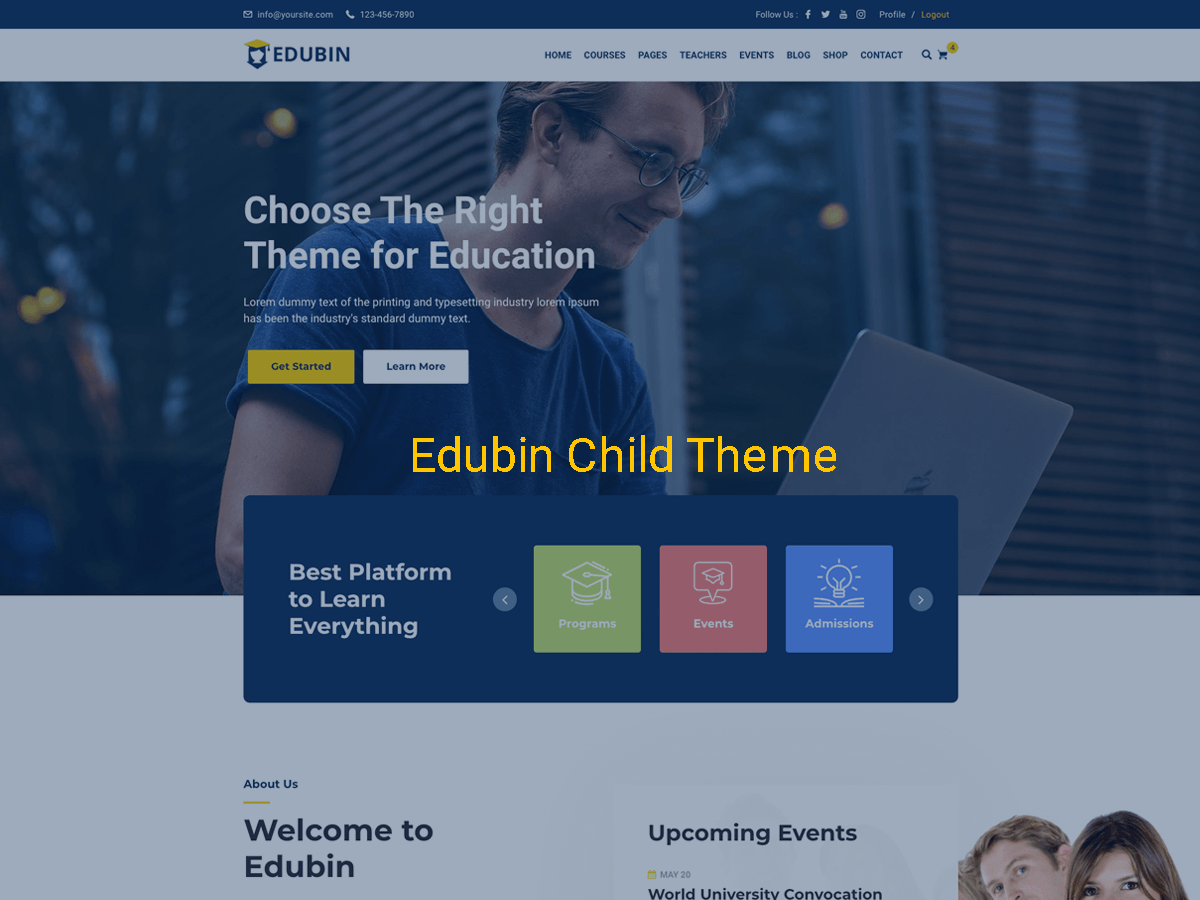 info@yoursite.com 123-456-7890 Follow Us : Profile / Logout
EDUBIN HOME COURSES PAGES TEACHERS EVENTS BLOG SHOP CONTACT 4
Choose The Right
Theme for Education
Lorem dummy text of the printing and typesetting industry lorem ipsum
has been the industry's standard dummy text.
Get Started Learn More
Edubin Child Theme
Best Platform
to Learn
Everything
Programs Events Admissions
About Us
Welcome to
Edubin
Upcoming Events
MAY 20
World University Convocation